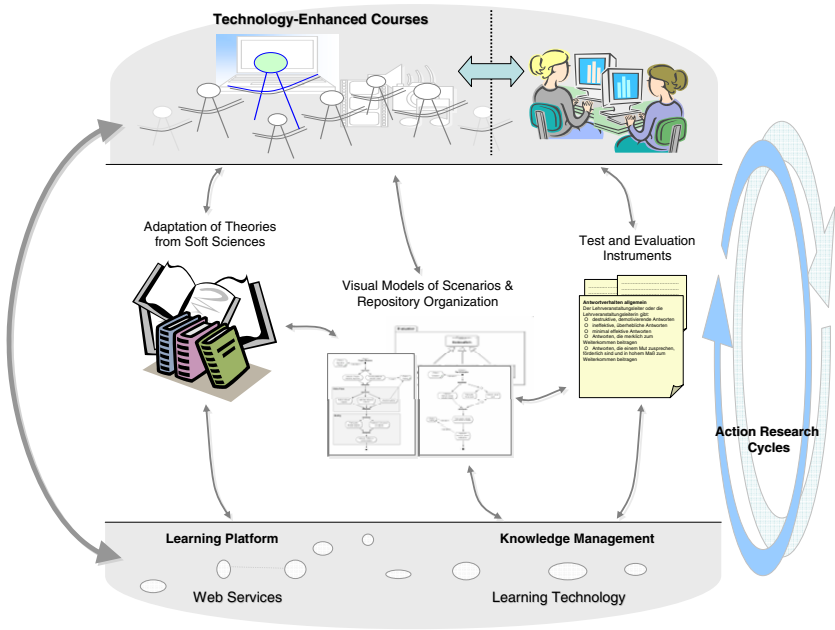 Technology-Enhanced Courses
Adaptation of Theories
from Soft Sciences
Visual Models of Scenarios &
Repository Organization
Test and Evaluation
Instruments
Antwortverhalten allgemein
Der Lehrveranstaltungsleiter oder die
Lehrveranstaltungsleiterin gibt:
O destruktive, demotivierende Antworten
O ineffektive, überhebliche Antworten
O minimal effektive Antworten
O Antworten, die merklich zum
Weiterkommen beitragen
O Antworten, die einem Mut zusprechen,
förderlich sind und in hohem Maß zum
Weiterkommen beitragen
Action Research
Cycles
Learning Platform
Knowledge Management
Web Services
Learning Technology